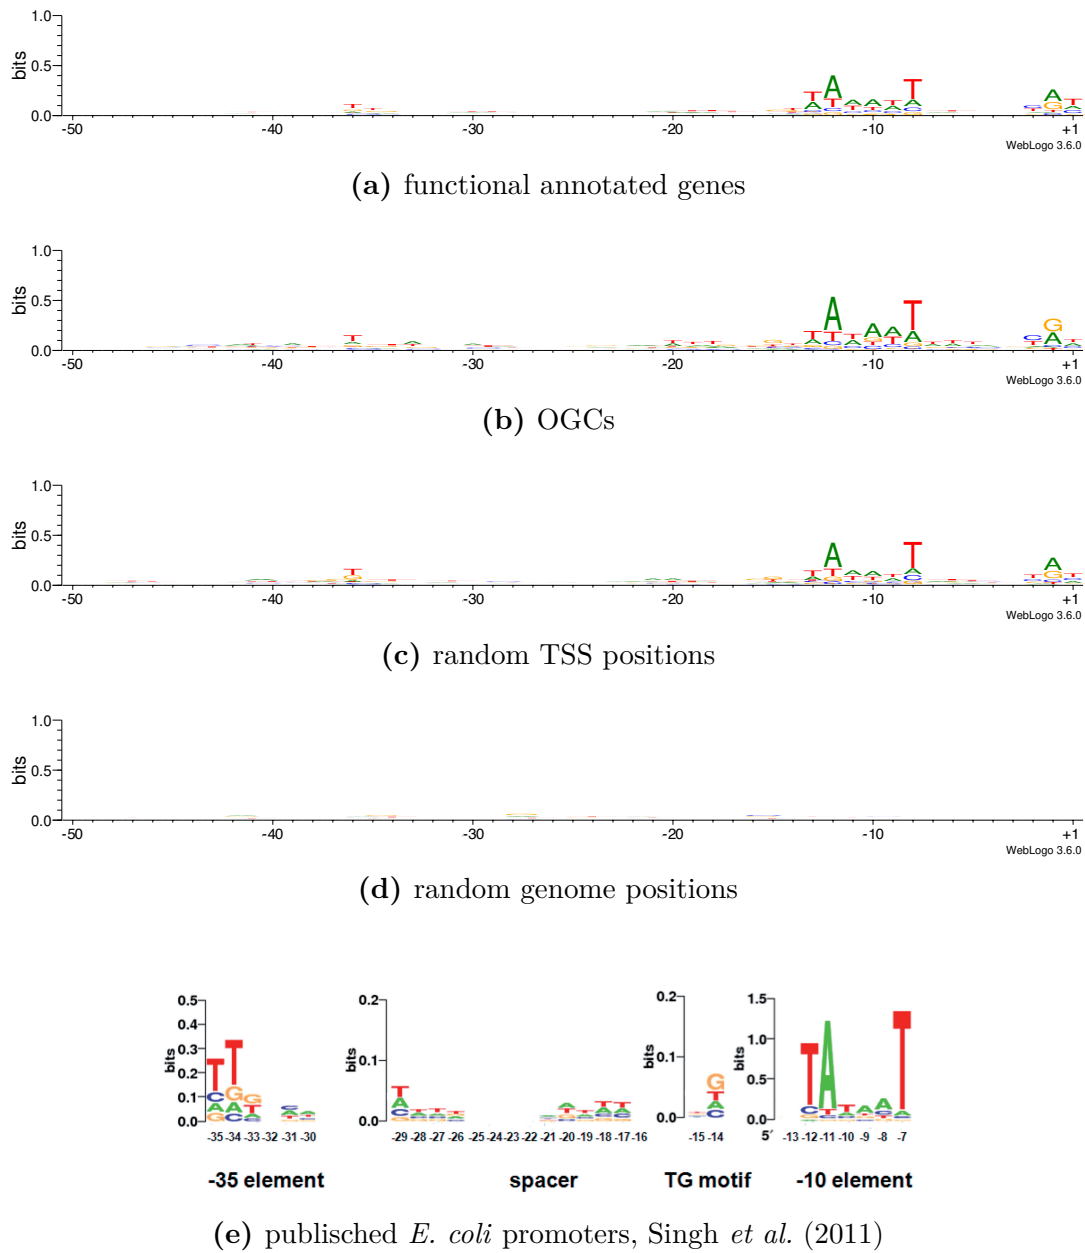 1.0
0.5
0.0
bits
-50 -40 -30 -20 -10 +1
WebLogo 3.6.0
(a) functional annotated genes
1.0
0.5
0.0
bits
-50 -40 -30 -20 -10 +1
WebLogo 3.6.0
(b) OGCs
1.0
0.5
0.0
bits
-50 -40 -30 -20 -10 +1
WebLogo 3.6.0
(c) random TSS positions
1.0
0.5
0.0
bits
-50 -40 -30 -20 -10 +1
WebLogo 3.6.0
(d) random genome positions
0.5
0.4
0.3
0.2
0.1
0.0
bits
-35 -34 -33 -32 -31 -30
0.2
0.1
0.0
bits
-29 -28 -27 -26 -25 -24 -23 -22 -21 -20 -19 -18 -17 -16
0.2
0.1
0.0
bits
-15 -14
1.5
1.0
0.5
0.0
bits
5′ -13 -12 -11 -10 -9 -8 -7
-35 element spacer TG motif -10 element
(e) publisched E. coli promoters, Singh et al. (2011)